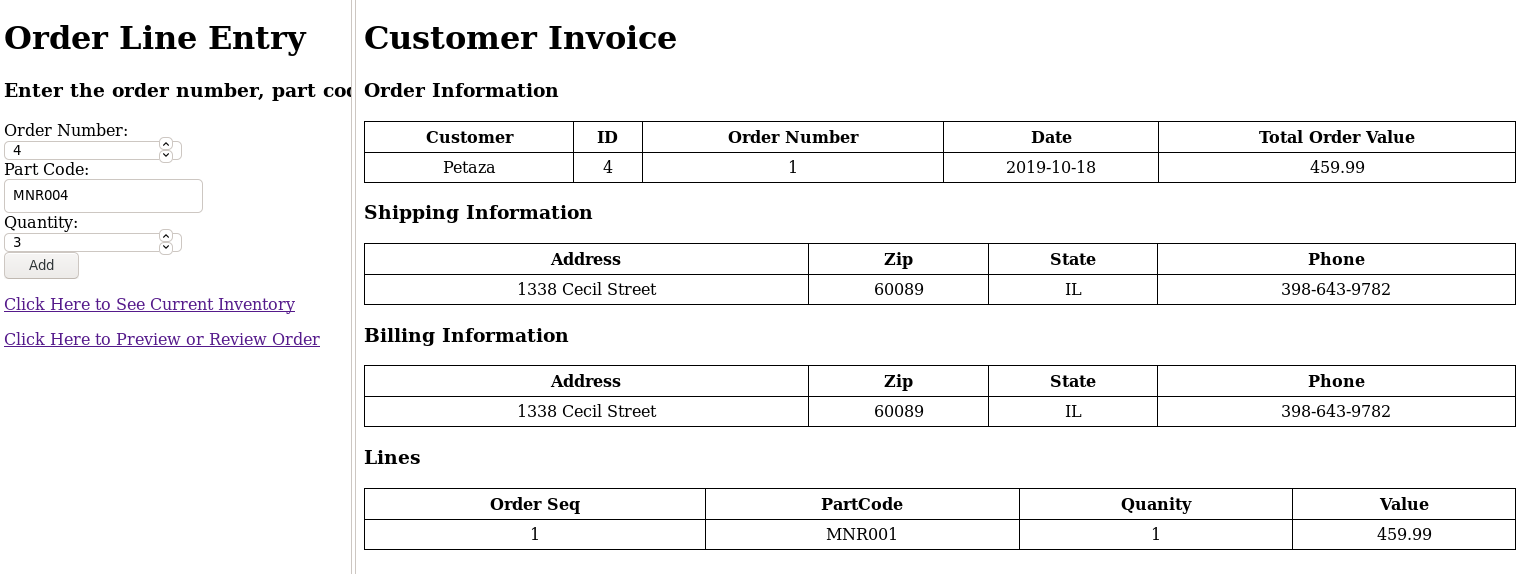 Order Line Entry
Enter the order number, part co
Order Number:
4
Part Code:
MNR004
Quantity:
3
Add
Click Here to See Current Inventory
Click Here to Preview or Review Order
Customer Invoice
Order Information
Customer ID Order Number Date Total Order Value
Petaza 4 1 2019-10-18 459.99
Shipping Information
Address Zip State Phone
1338 Cecil Street 60089 IL 398-643-9782
Billing Information
Address Zip State Phone
1338 Cecil Street 60089 IL 398-643-9782
Lines
Order Seq PartCode Quanity Value
1 MNR001 1 459.99